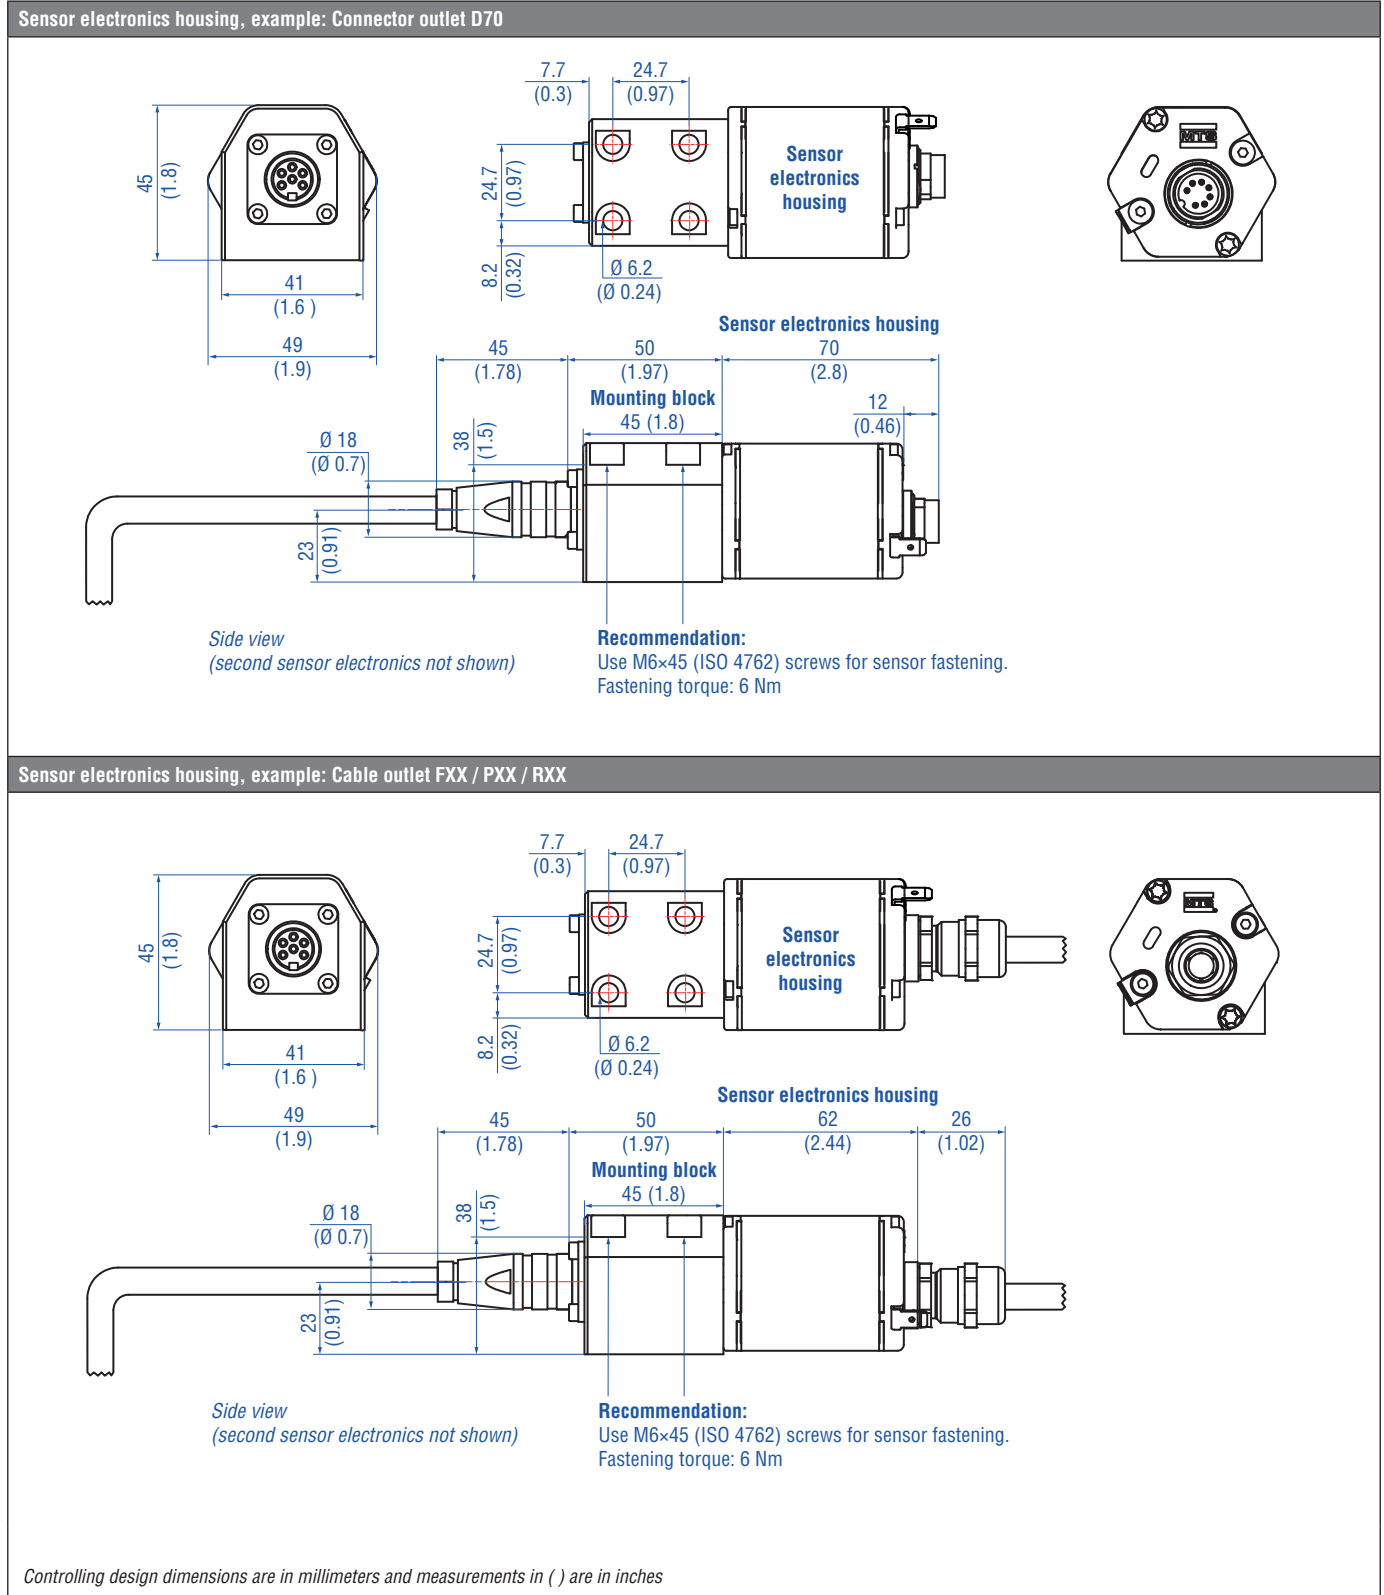 Sensor electronics housing, example: Connector outlet D70
7.7
(0.3)
24.7
(0.97)
45
(1.8)
24.7
(0.97)
8.2
(0.32)
Sensor
electronics
housing
MTS
Ø 6.2
(Ø 0.24)
41
(1.6 )
49
(1.9)
Sensor electronics housing
45
(1.78)
50
(1.97)
70
(2.8)
Mounting block
45 (1.8)
12
(0.46)
Ø 18
(Ø 0.7)
38
(1.5)
23
(0.91)
Side view
(second sensor electronics not shown)
Recommendation:
Use M6×45 (ISO 4762) screws for sensor fastening.
Fastening torque: 6 Nm
Sensor electronics housing, example: Cable outlet FXX / PXX / RXX
7.7
(0.3)
24.7
(0.97)
45
(1.8)
24.7
(0.97)
8.2
(0.32)
Sensor
electronics
housing
MTS
Ø 6.2
(Ø 0.24)
41
(1.6 )
49
(1.9)
Sensor electronics housing
45
(1.78)
50
(1.97)
62
(2.44)
26
(1.02)
Mounting block
45 (1.8)
Ø 18
(Ø 0.7)
38
(1.5)
23
(0.91)
Side view
(second sensor electronics not shown)
Recommendation:
Use M6×45 (ISO 4762) screws for sensor fastening.
Fastening torque: 6 Nm
Controlling design dimensions are in millimeters and measurements in ( ) are in inches